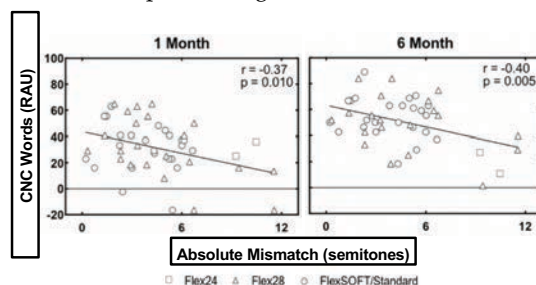 1 Month
6 Month
r = -0.37
p = 0.010
r = -0.40
p = 0.005
CNC Words (RAU)
100
80
60
40
20
0
-20
0 6 12
0 6 12
Absolute Mismatch (semitones)
Flex24 Flex28 FlexSOFT/Standard